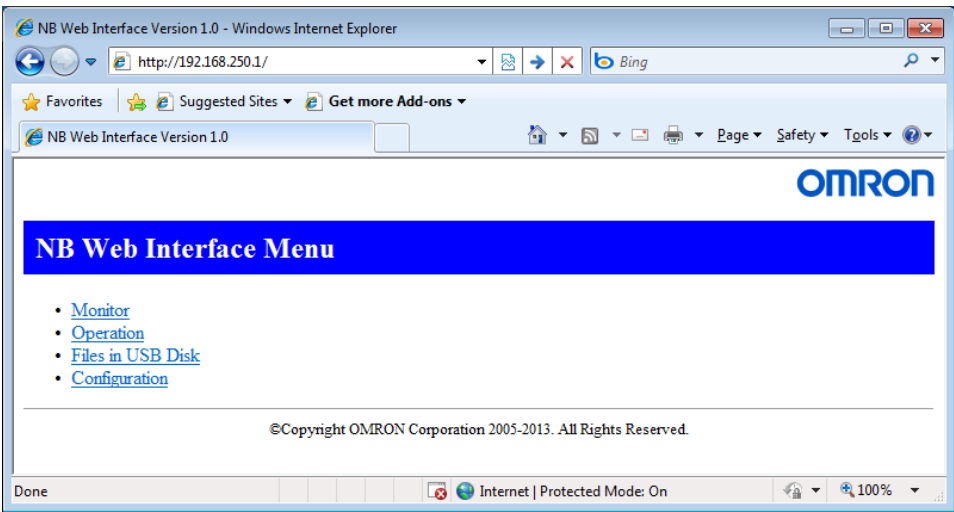 NB Web Interface Version 1.0 - Windows Internet Explorer
http://192.168.250.1/
Bing
Favorites Suggested Sites Get more Add-ons
NB Web Interface Version 1.0
Page Safety Tools
OMRON
NB Web Interface Menu
• Monitor
• Operation
• Files in USB Disk
• Configuration
©Copyright OMRON Corporation 2005-2013. All Rights Reserved.
Done Internet | Protected Mode: On 100%